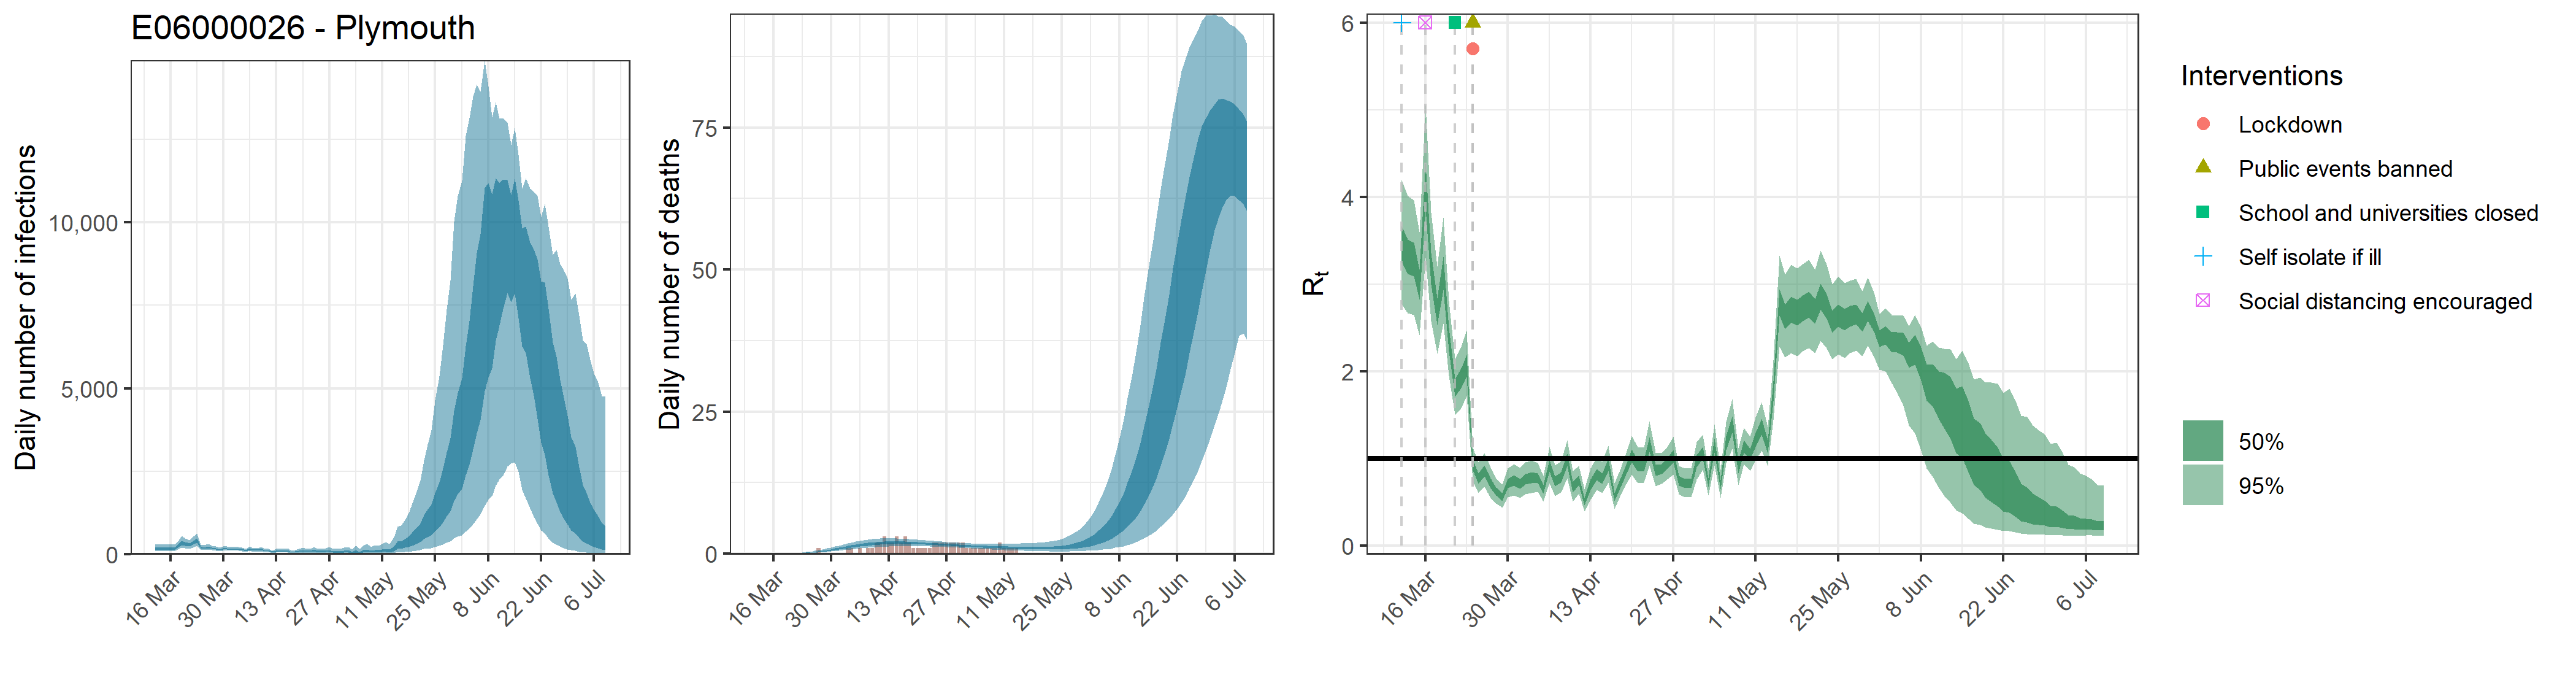 E06000026 - Plymouth
Daily number of infections
10,000
5,000
0
16 Mar
30 Mar
13 Apr
27 Apr
11 May
25 May
8 Jun
22 Jun
6 Jul
Daily number of deaths
75
50
25
0
16 Mar
30 Mar
13 Apr
27 Apr
11 May
25 May
8 Jun
22 Jun
6 Jul
Rt
6
4
2
0
16 Mar
30 Mar
13 Apr
27 Apr
11 May
25 May
8 Jun
22 Jun
6 Jul
Interventions
Lockdown
Public events banned
School and universities closed
Self isolate if ill
Social distancing encouraged
50%
95%